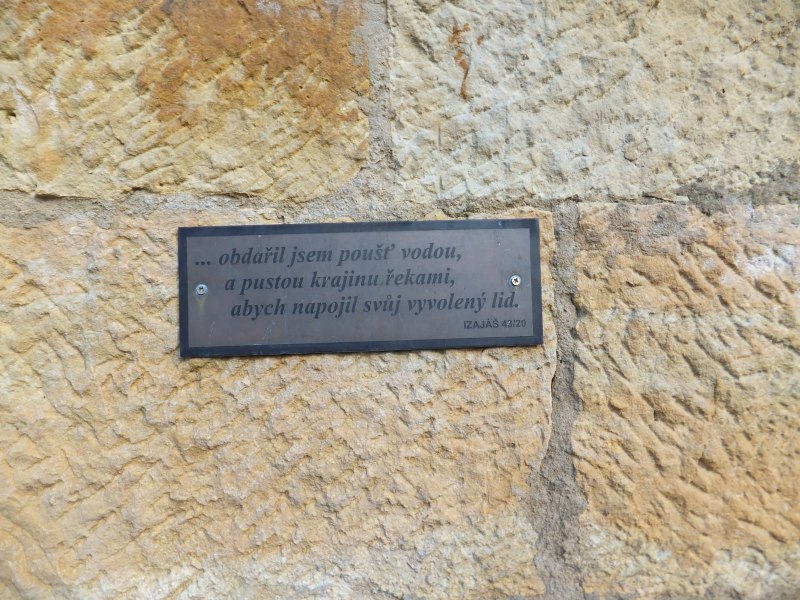 ... obdařil jsem poušť vodou,
a pustou krajinu řekami,
abych napojil svůj vyvolený lid.
IZAJÁŠ 43/20